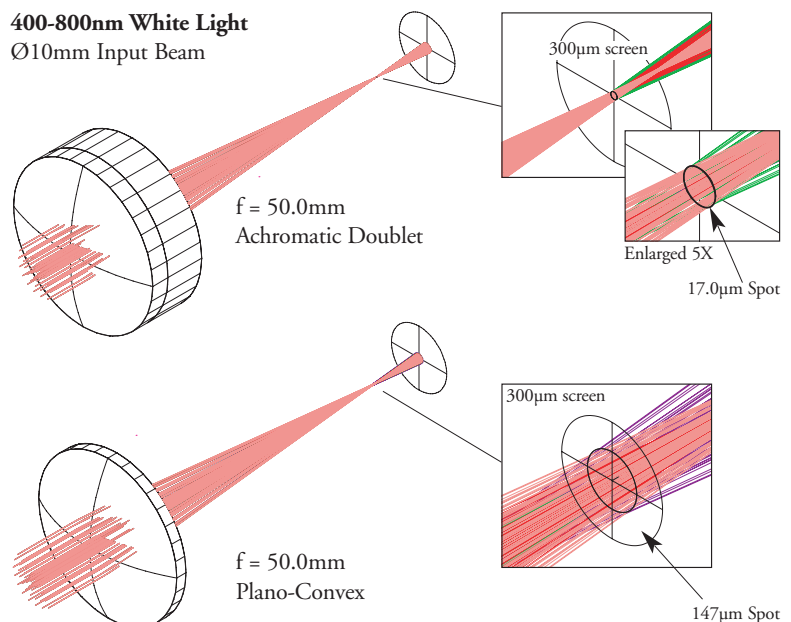 400-800nm White Light
Ø10mm Input Beam
300µm screen
f = 50.0mm
Achromatic Doublet
Enlarged 5X
17.0µm Spot
300µm screen
f = 50.0mm
Plano-Convex
147µm Spot